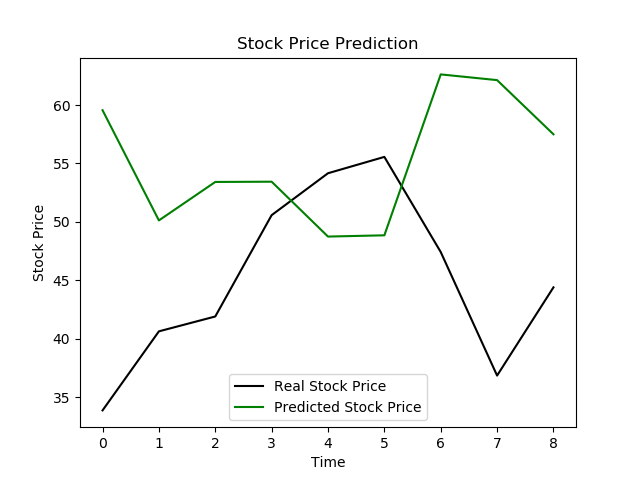 Stock Price Prediction
Stock Price
60
55
50
45
40
35
Real Stock Price
Predicted Stock Price
0 1 2 3 4 5 6 7 8
Time